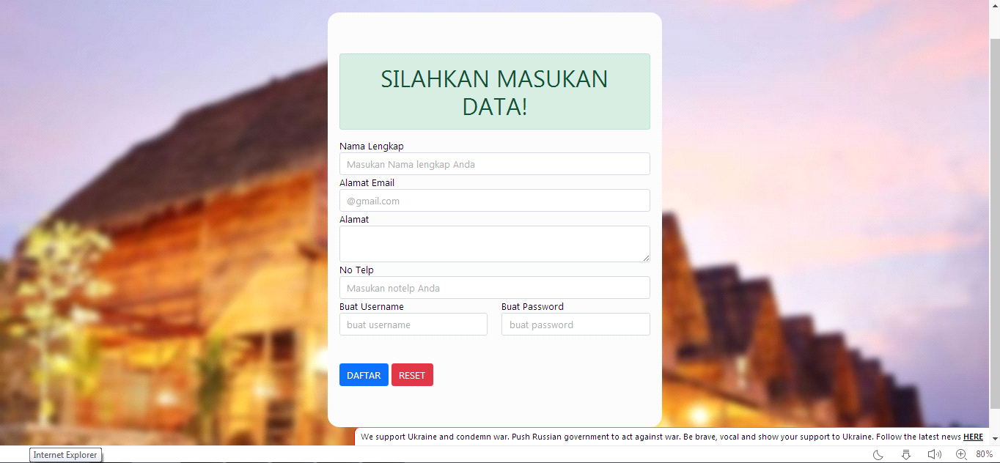 SILAHKAN MASUKAN
DATA!
Nama Lengkap
Masukan Nama lengkap Anda
Alamat Email
@gmail.com
Alamat
No Telp
Masukan notelp Anda
Buat Username
Buat Password
buat username
buat password
DAFTAR
RESET
We support Ukraine and condemn war. Push Russian government to act against war. Be brave, vocal and show your support to Ukraine. Follow the latest news HERE
Internet Explorer
80%